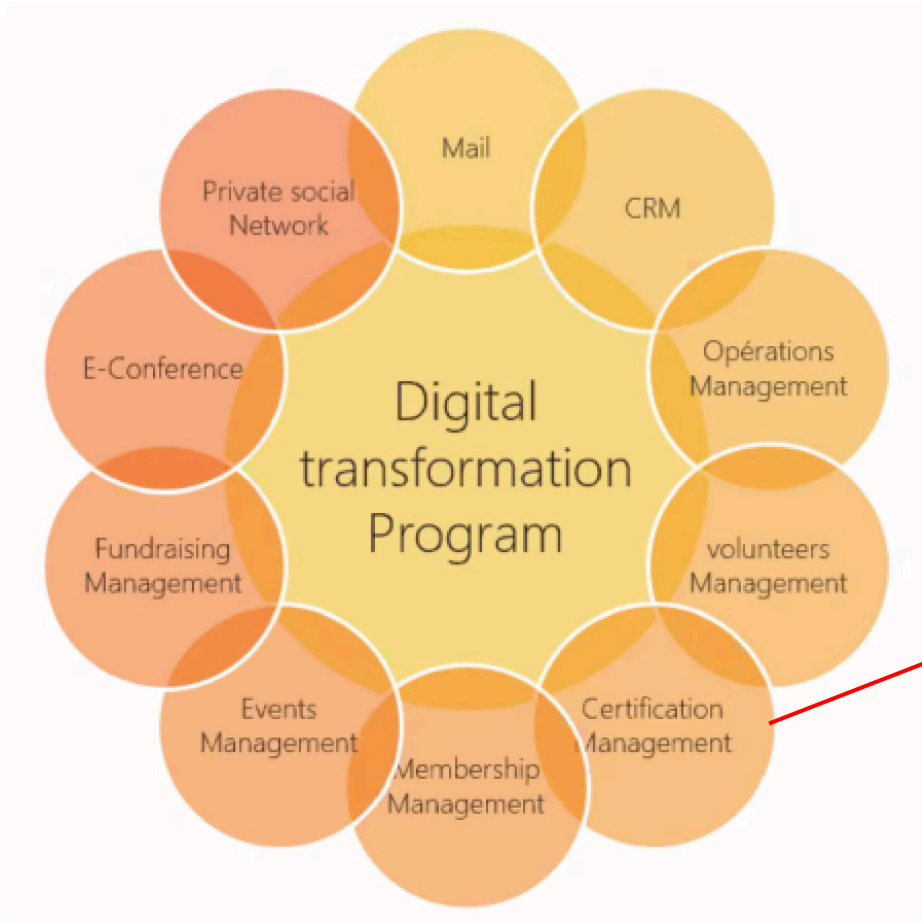 Mail
CRM
Opérations
Management
volunteers
Management
Certification
Management
Membership
Management
Events
Management
Fundraising
Management
E-Conference
Private social
Network
Digital
transformation
Program